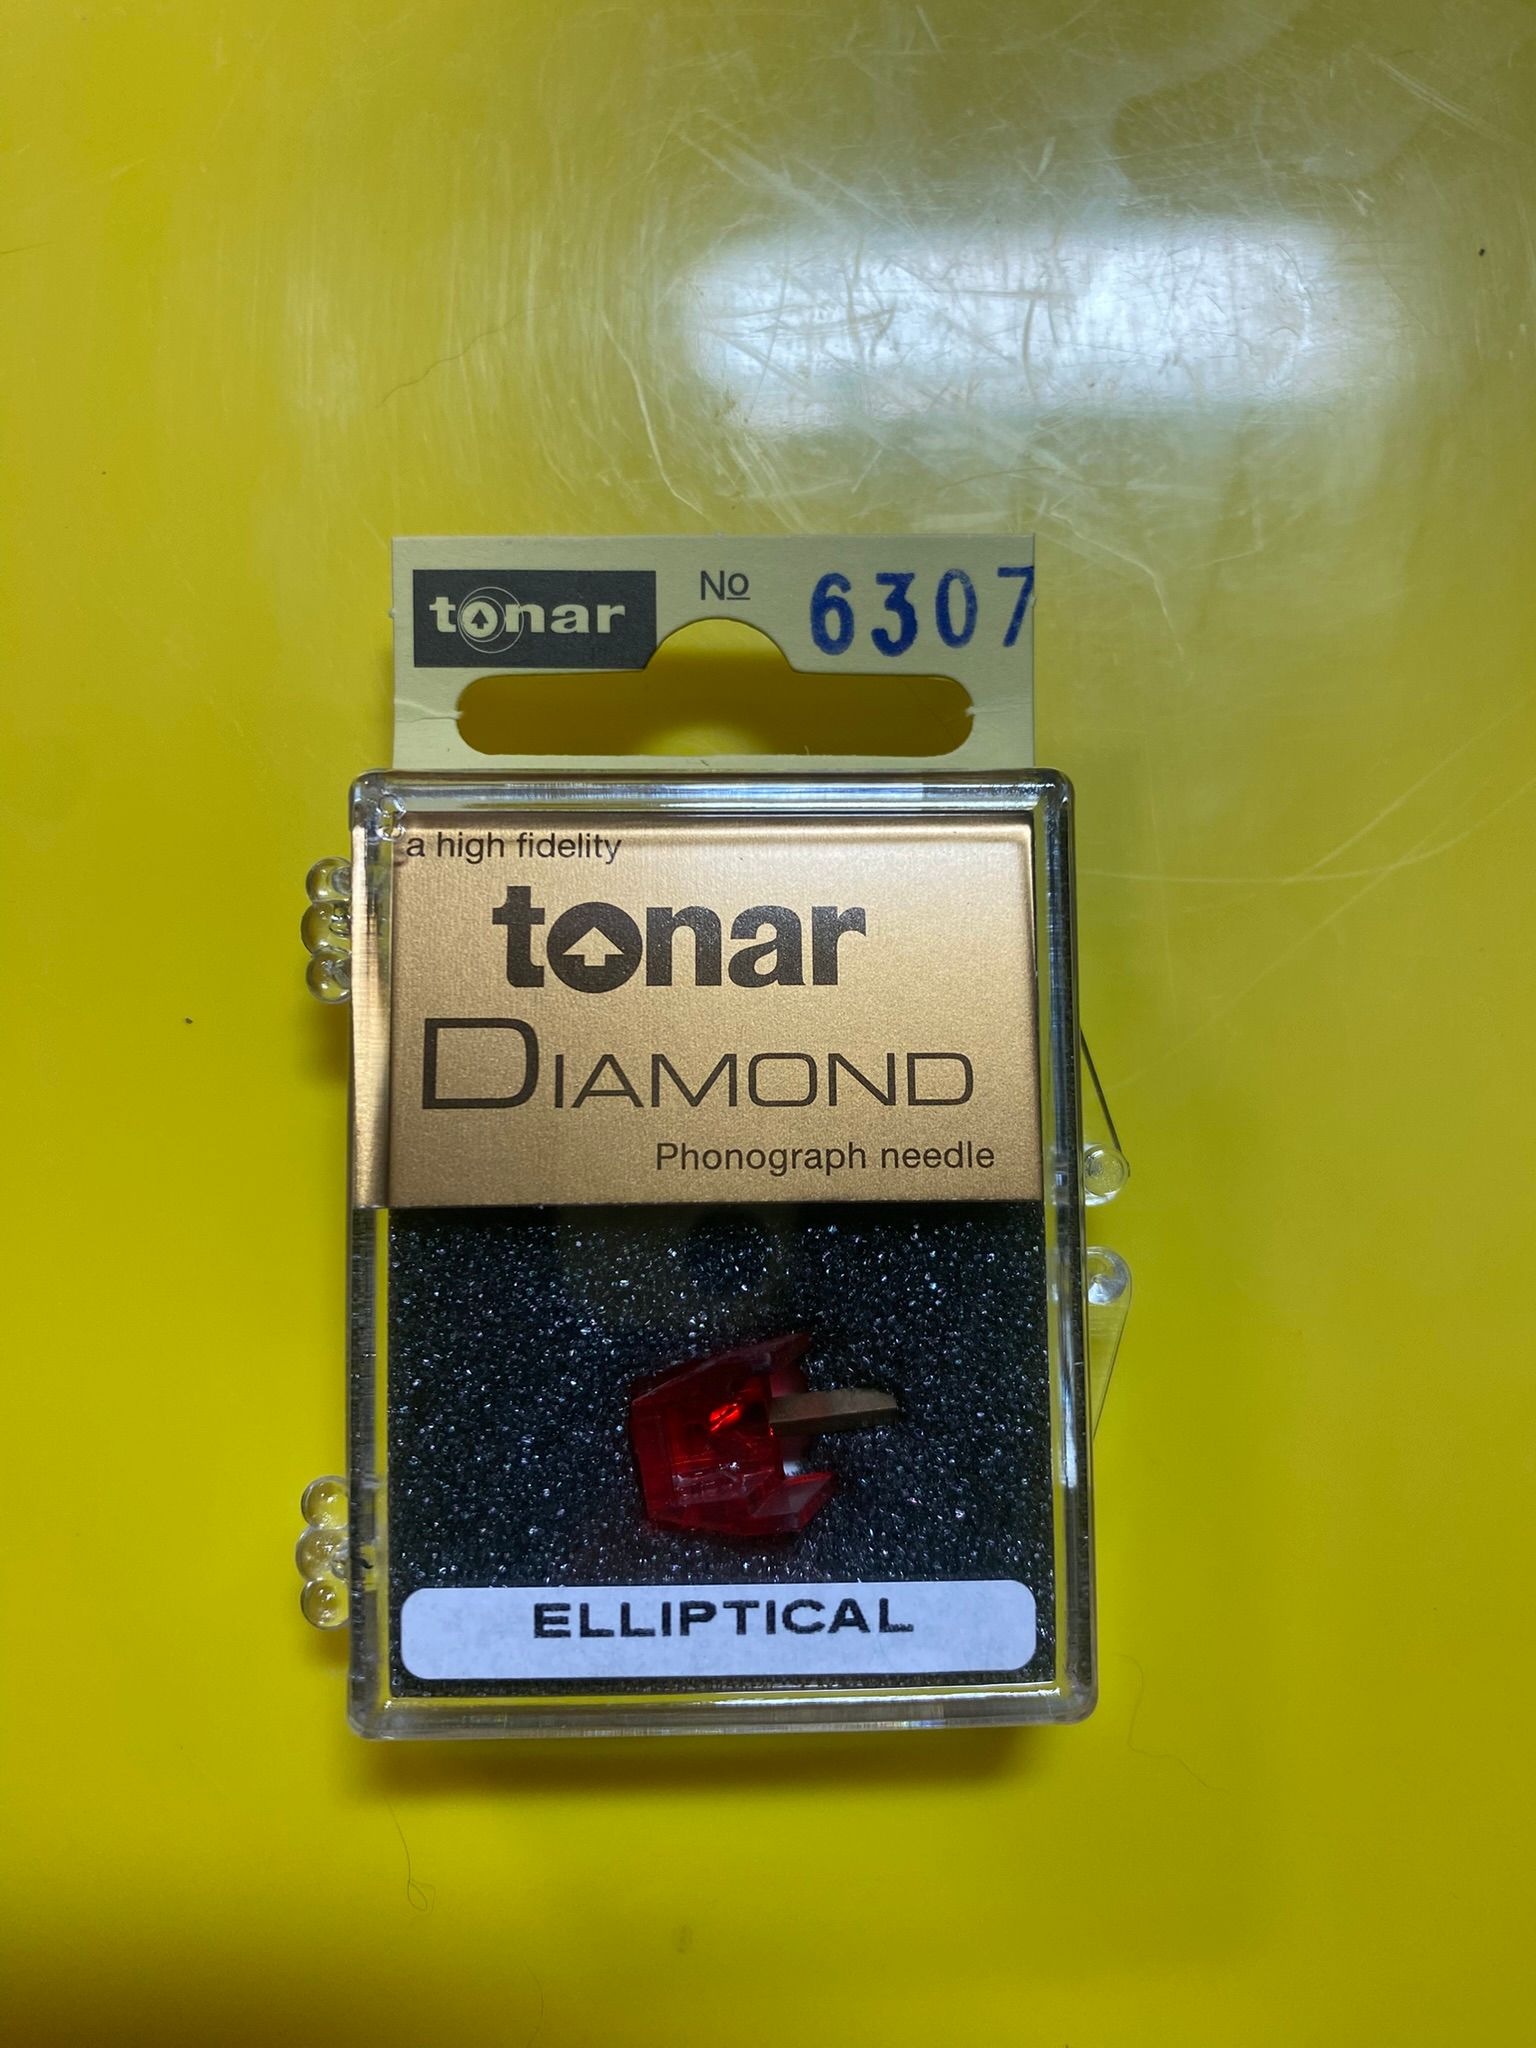 tonar № 6307
a high fidelity
tonar
DIAMOND
Phonograph needle
ELLIPTICAL